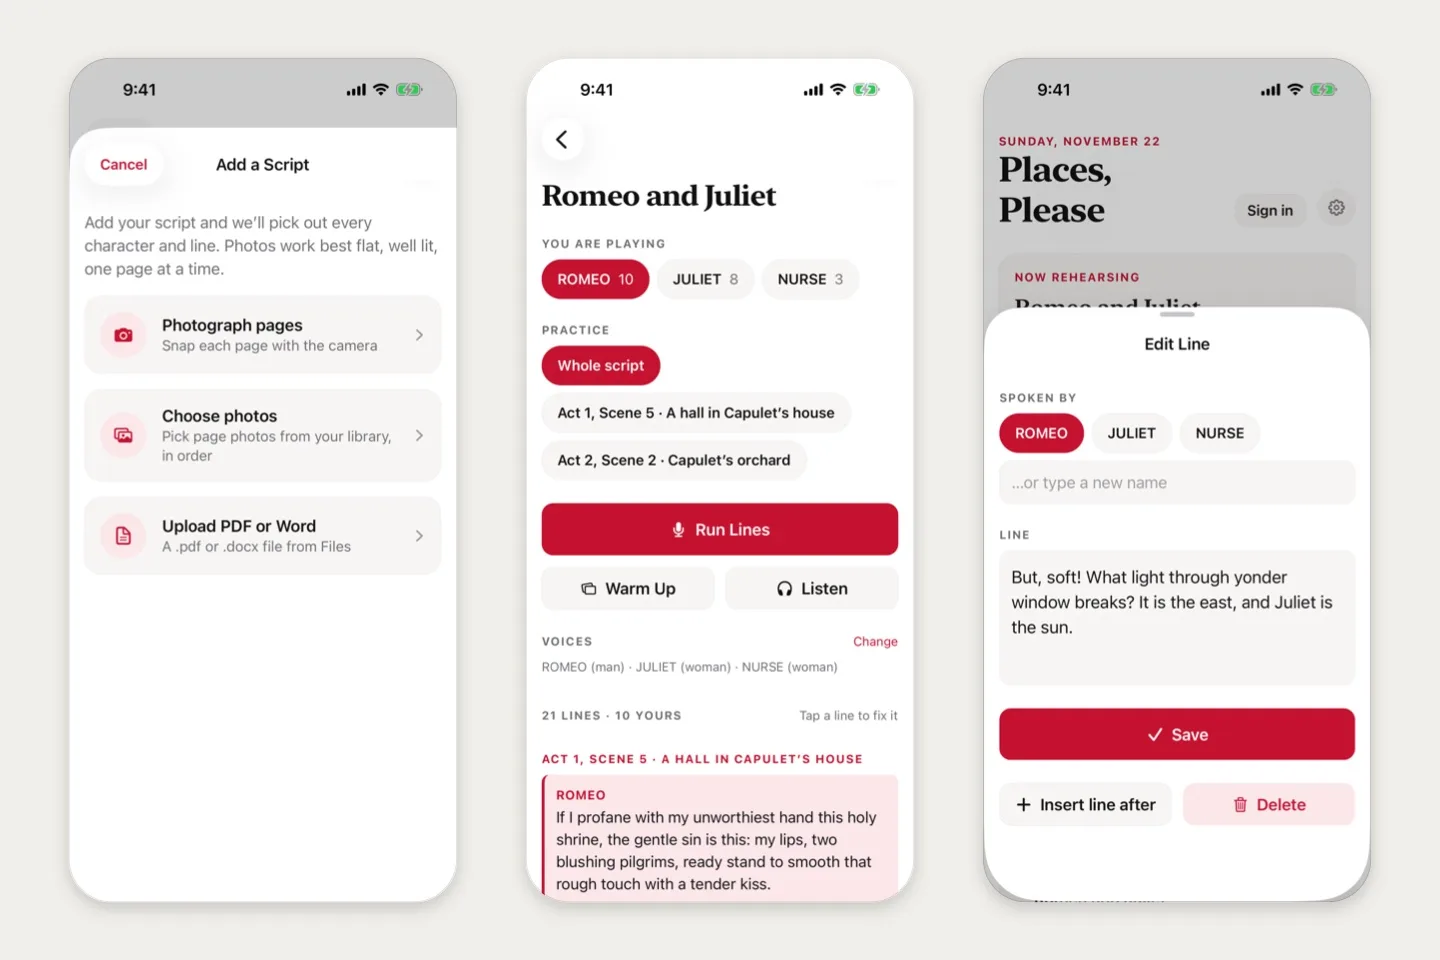 9:41
Cancel
Add a Script
Add your script and we’ll pick out every
character and line. Photos work best flat, well lit,
one page at a time.
Photograph pages
Snap each page with the camera
Choose photos
Pick page photos from your library,
in order
Upload PDF or Word
A .pdf or .docx file from Files
9:41
Romeo and Juliet
YOU ARE PLAYING
ROMEO 10
JULIET 8
NURSE 3
PRACTICE
Whole script
Act 1, Scene 5 · A hall in Capulet’s house
Act 2, Scene 2 · Capulet’s orchard
Run Lines
Warm Up
Listen
VOICES
Change
ROMEO (man) · JULIET (woman) · NURSE (woman)
21 LINES · 10 YOURS
Tap a line to fix it
ACT 1, SCENE 5 · A HALL IN CAPULET’S HOUSE
ROMEO
If I profane with my unworthiest hand this holy
shrine, the gentle sin is this: my lips, two
blushing pilgrims, ready stand to smooth that
rough touch with a tender kiss.
9:41
SUNDAY, NOVEMBER 22
Places,
Please
Sign in
NOW REHEARSING
Romeo and Juliet
Edit Line
SPOKEN BY
ROMEO
JULIET
NURSE
...or type a new name
LINE
But, soft! What light through yonder
window breaks? It is the east, and Juliet is
the sun.
Save
Insert line after
Delete